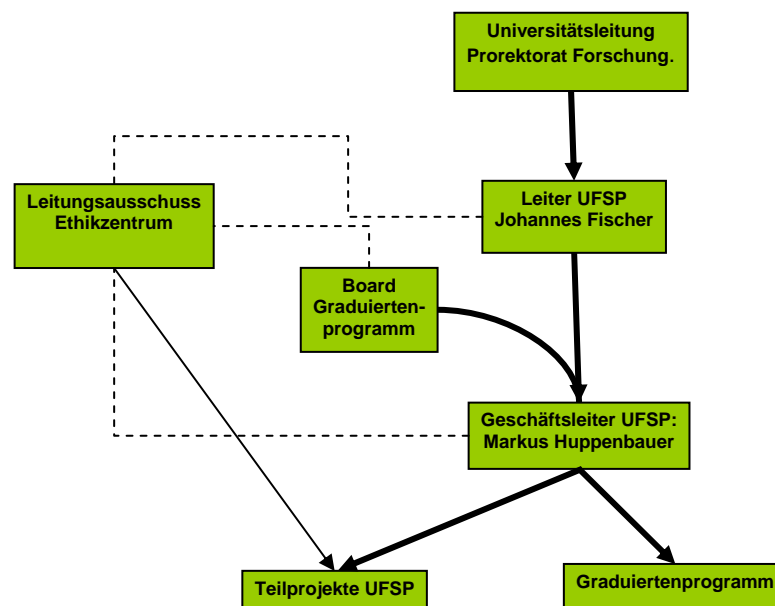 Universitätsleitung
Prorektorat Forschung.
Leitungsausschuss
Ethikzentrum
Leiter UFSP
Johannes Fischer
Board
Graduierten-
programm
Geschäftsleiter UFSP:
Markus Huppenbauer
Teilprojekte UFSP
Graduiertenprogramm